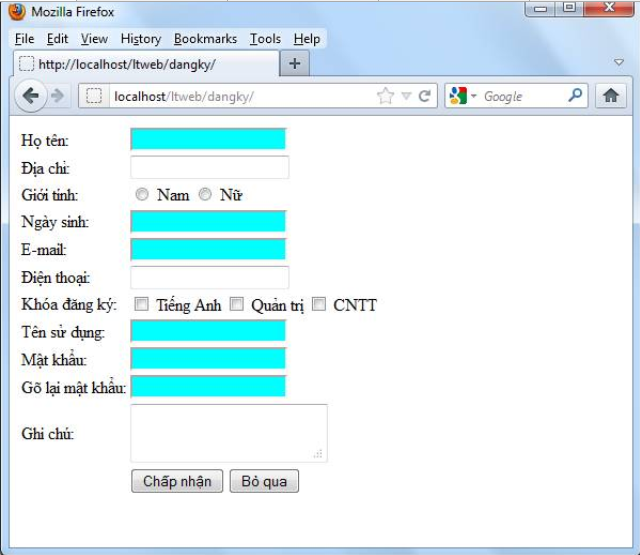 Mozilla Firefox
File Edit View History Bookmarks Tools Help
http://localhost/ltweb/dangky/
localhost/ltweb/dangky/ Google
Họ tên:
Địa chỉ:
Giới tính: Nam Nữ
Ngày sinh:
E-mail:
Điện thoại:
Khóa đăng ký: Tiếng Anh Quản trị CNTT
Tên sử dụng:
Mật khẩu:
Gõ lại mật khẩu:
Ghi chú:
Chấp nhận Bỏ qua